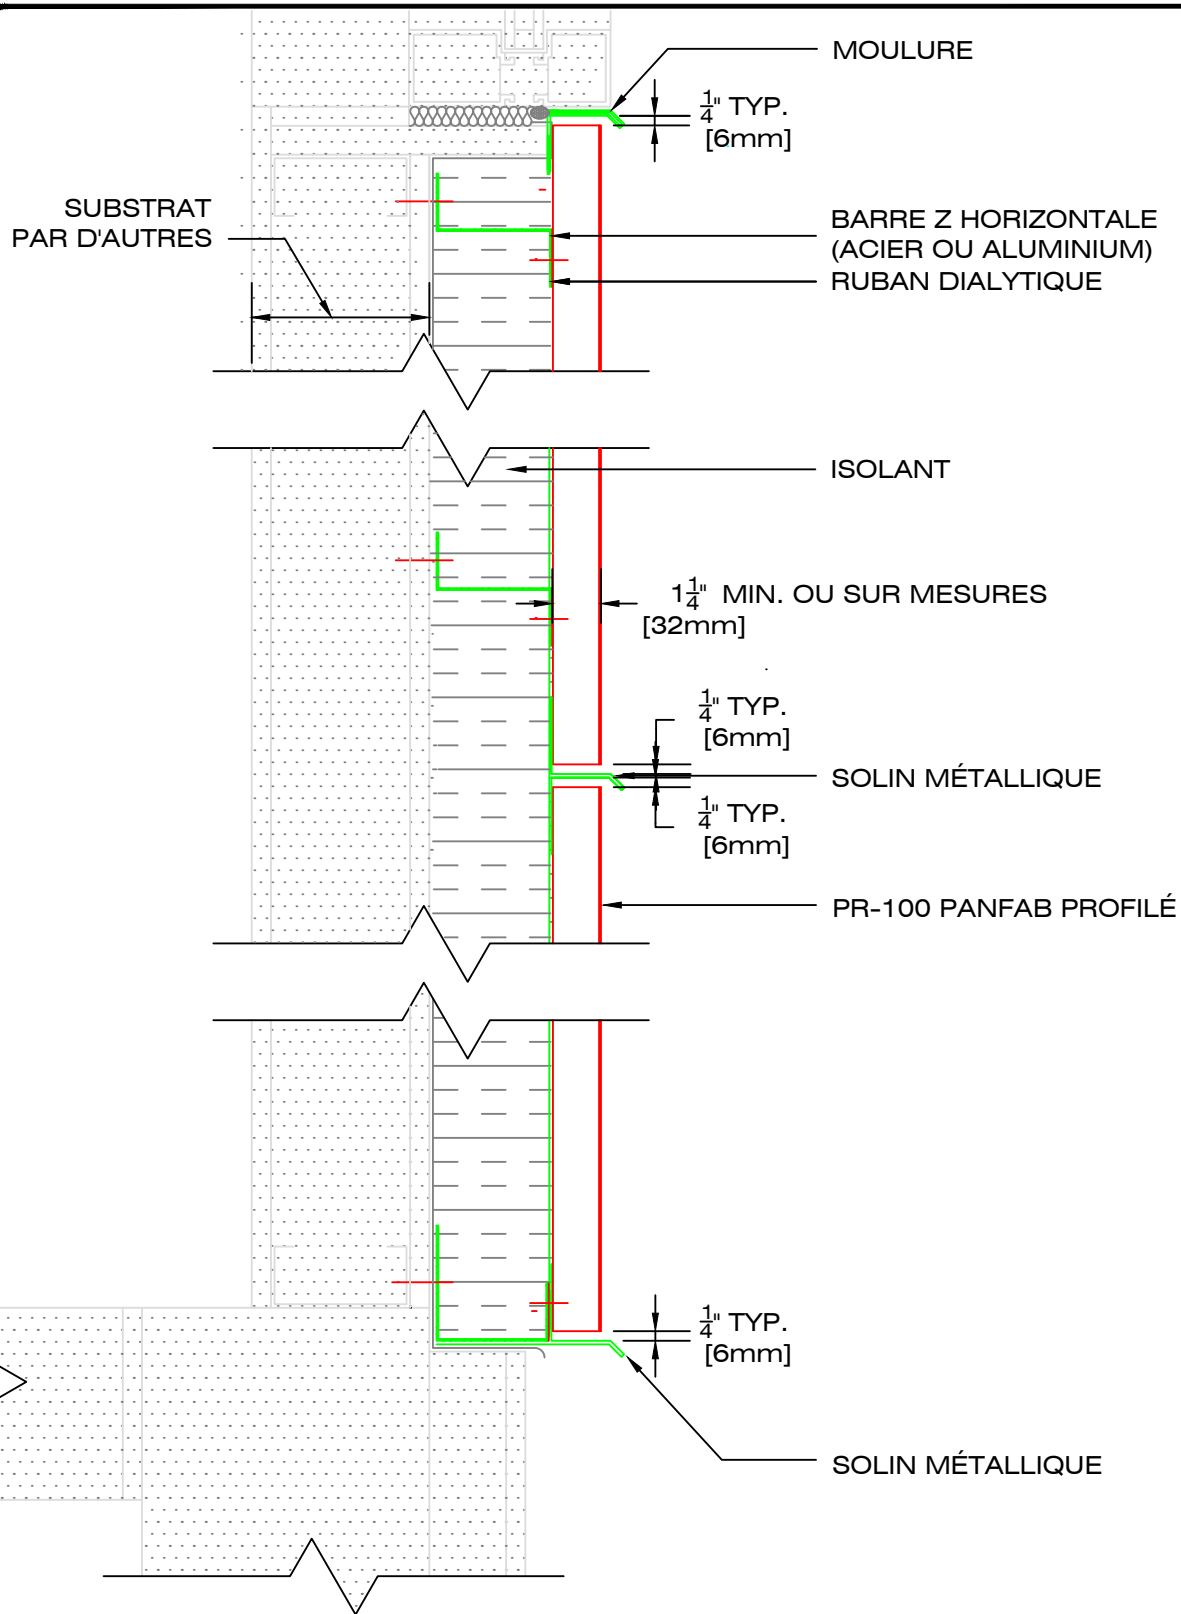 MOULURE
1/4" TYP.
[6mm]
SUBSTRAT
PAR D'AUTRES
BARRE Z HORIZONTALE
(ACIER OU ALUMINIUM)
RUBAN DIALYTIQUE
ISOLANT
1 1/4" MIN. OU SUR MESURES
[32mm]
1/4" TYP.
[6mm]
SOLIN MÉTALLIQUE
1/4" TYP.
[6mm]
PR-100 PANFAB PROFILÉ
1/4" TYP.
[6mm]
SOLIN MÉTALLIQUE